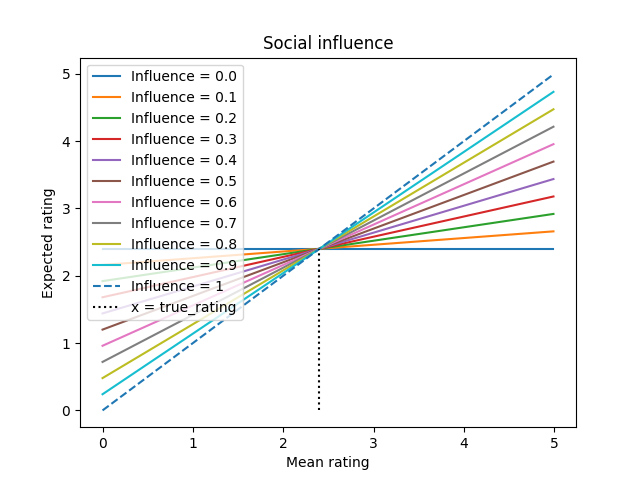 Social influence
Influence = 0.0
Influence = 0.1
Influence = 0.2
Influence = 0.3
Influence = 0.4
Influence = 0.5
Influence = 0.6
Influence = 0.7
Influence = 0.8
Influence = 0.9
Influence = 1
x = true_rating
Expected rating
5
4
3
2
1
0
0 1 2 3 4 5
Mean rating